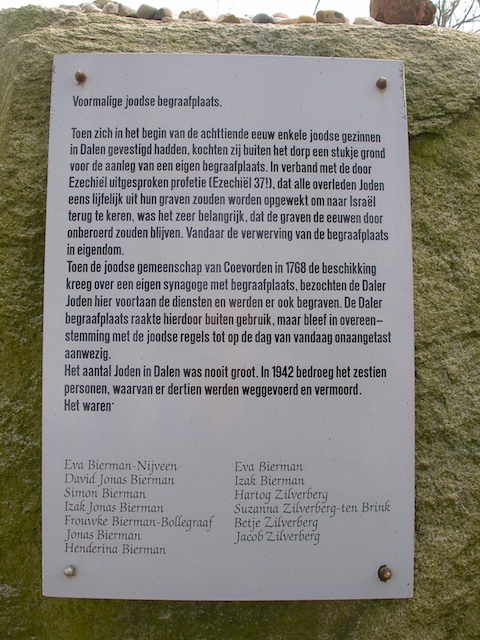 Voormalige joodse begraafplaats.
Toen zich in het begin van de achttiende eeuw enkele joodse gezinnen
in Dalen gevestigd hadden, kochten zij buiten het dorp een stukje grond
voor de aanleg van een eigen begraafplaats. In verband met de door
Ezechiël uitgesproken profetie (Ezechiël 37!), dat alle overleden Joden
eens lijfelijk uit hun graven zouden worden opgewekt om naar Israël
terug te keren, was het zeer belangrijk, dat de graven de eeuwen door
onberoerd zouden blijven. Vandaar de verwerving van de begraafplaats
in eigendom.
Toen de joodse gemeenschap van Coevorden in 1768 de beschikking
kreeg over een eigen synagoge met begraafplaats, bezochten de Daler
Joden hier voortaan de diensten en werden er ook begraven. De Daler
begraafplaats raakte hierdoor buiten gebruik, maar bleef in overeen-
stemming met de joodse regels tot op de dag van vandaag onaangetast
aanwezig.
Het aantal Joden in Dalen was nooit groot. In 1942 bedroeg het zestien
personen, waarvan er dertien werden weggevoerd en vermoord.
Het waren:
Eva Bierman-Nijveen
David Jonas Bierman
Simon Bierman
Izak Jonas Bierman
Frouwke Bierman-Bollegraaf
Jonas Bierman
Henderina Bierman
Eva Bierman
Izak Bierman
Hartog Zilverberg
Suzanna Zilverberg-ten Brink
Betje Zilverberg
Jacob Zilverberg